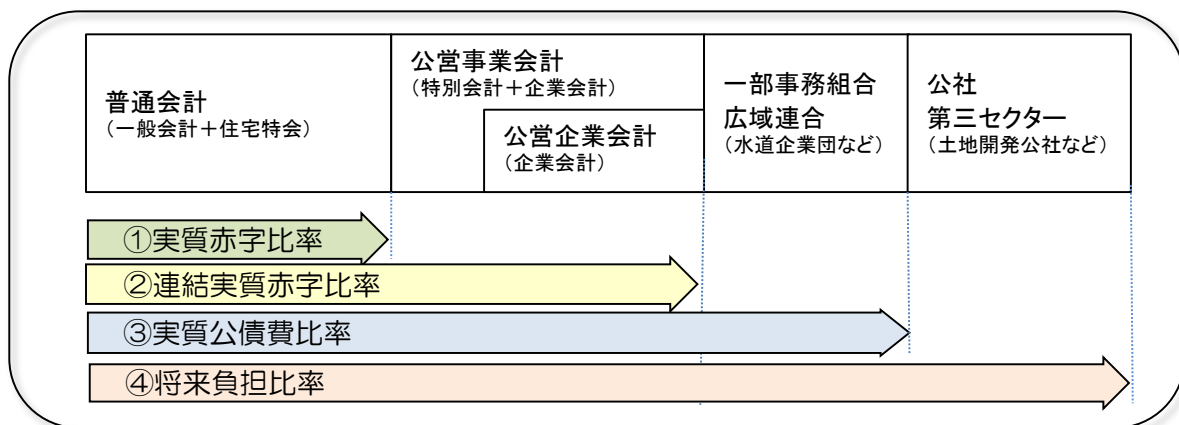 普通会計
（一般会計＋住宅特会）
公営事業会計
（特別会計＋企業会計）
公営企業会計
（企業会計）
一部事務組合
広域連合
（水道企業団など）
公社
第三セクター
（土地開発公社など）
①実質赤字比率
②連結実質赤字比率
③実質公債費比率
④将来負担比率